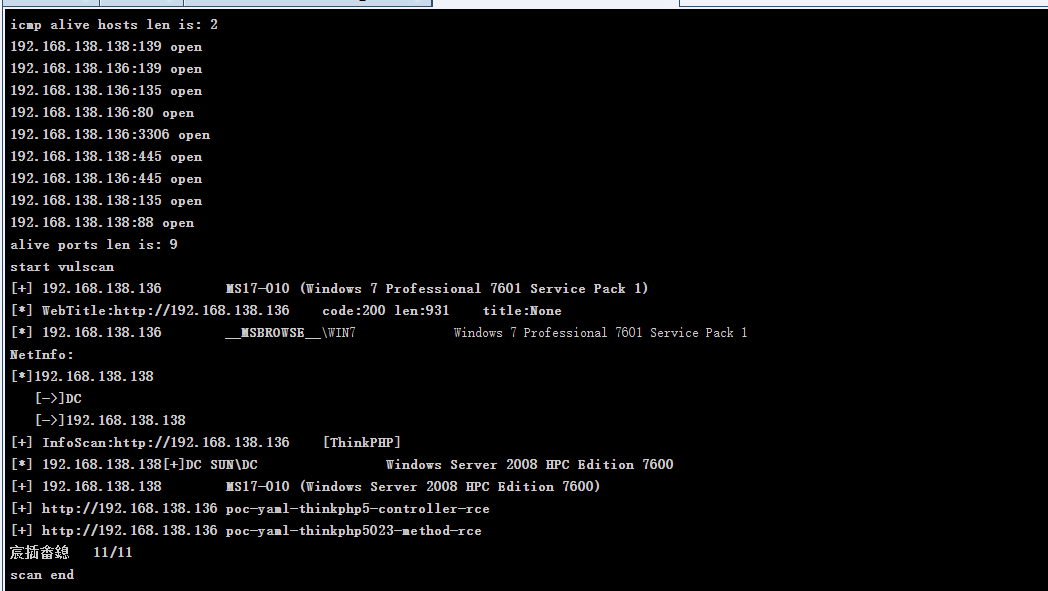 icmp alive hosts len is: 2
192.168.138.138:139 open
192.168.138.136:139 open
192.168.138.136:135 open
192.168.138.136:80 open
192.168.138.136:3306 open
192.168.138.138:445 open
192.168.138.136:445 open
192.168.138.138:135 open
192.168.138.138:88 open
alive ports len is: 9
start vulscan
[+] 192.168.138.136 MS17-010 (Windows 7 Professional 7601 Service Pack 1)
[*] WebTitle:http://192.168.138.136 code:200 len:931 title:None
[*] 192.168.138.136 __MSBROWSE__\WIN7 Windows 7 Professional 7601 Service Pack 1
NetInfo:
[*]192.168.138.138
[->]DC
[->]192.168.138.138
[+] InfoScan:http://192.168.138.136 [ThinkPHP]
[*] 192.168.138.138[+]DC SUN\DC Windows Server 2008 HPC Edition 7600
[+] 192.168.138.138 MS17-010 (Windows Server 2008 HPC Edition 7600)
[+] http://192.168.138.136 poc-yaml-thinkphp5-controller-rce
[+] http://192.168.138.136 poc-yaml-thinkphp5023-method-rce
宸插畬鎴 11/11
scan end